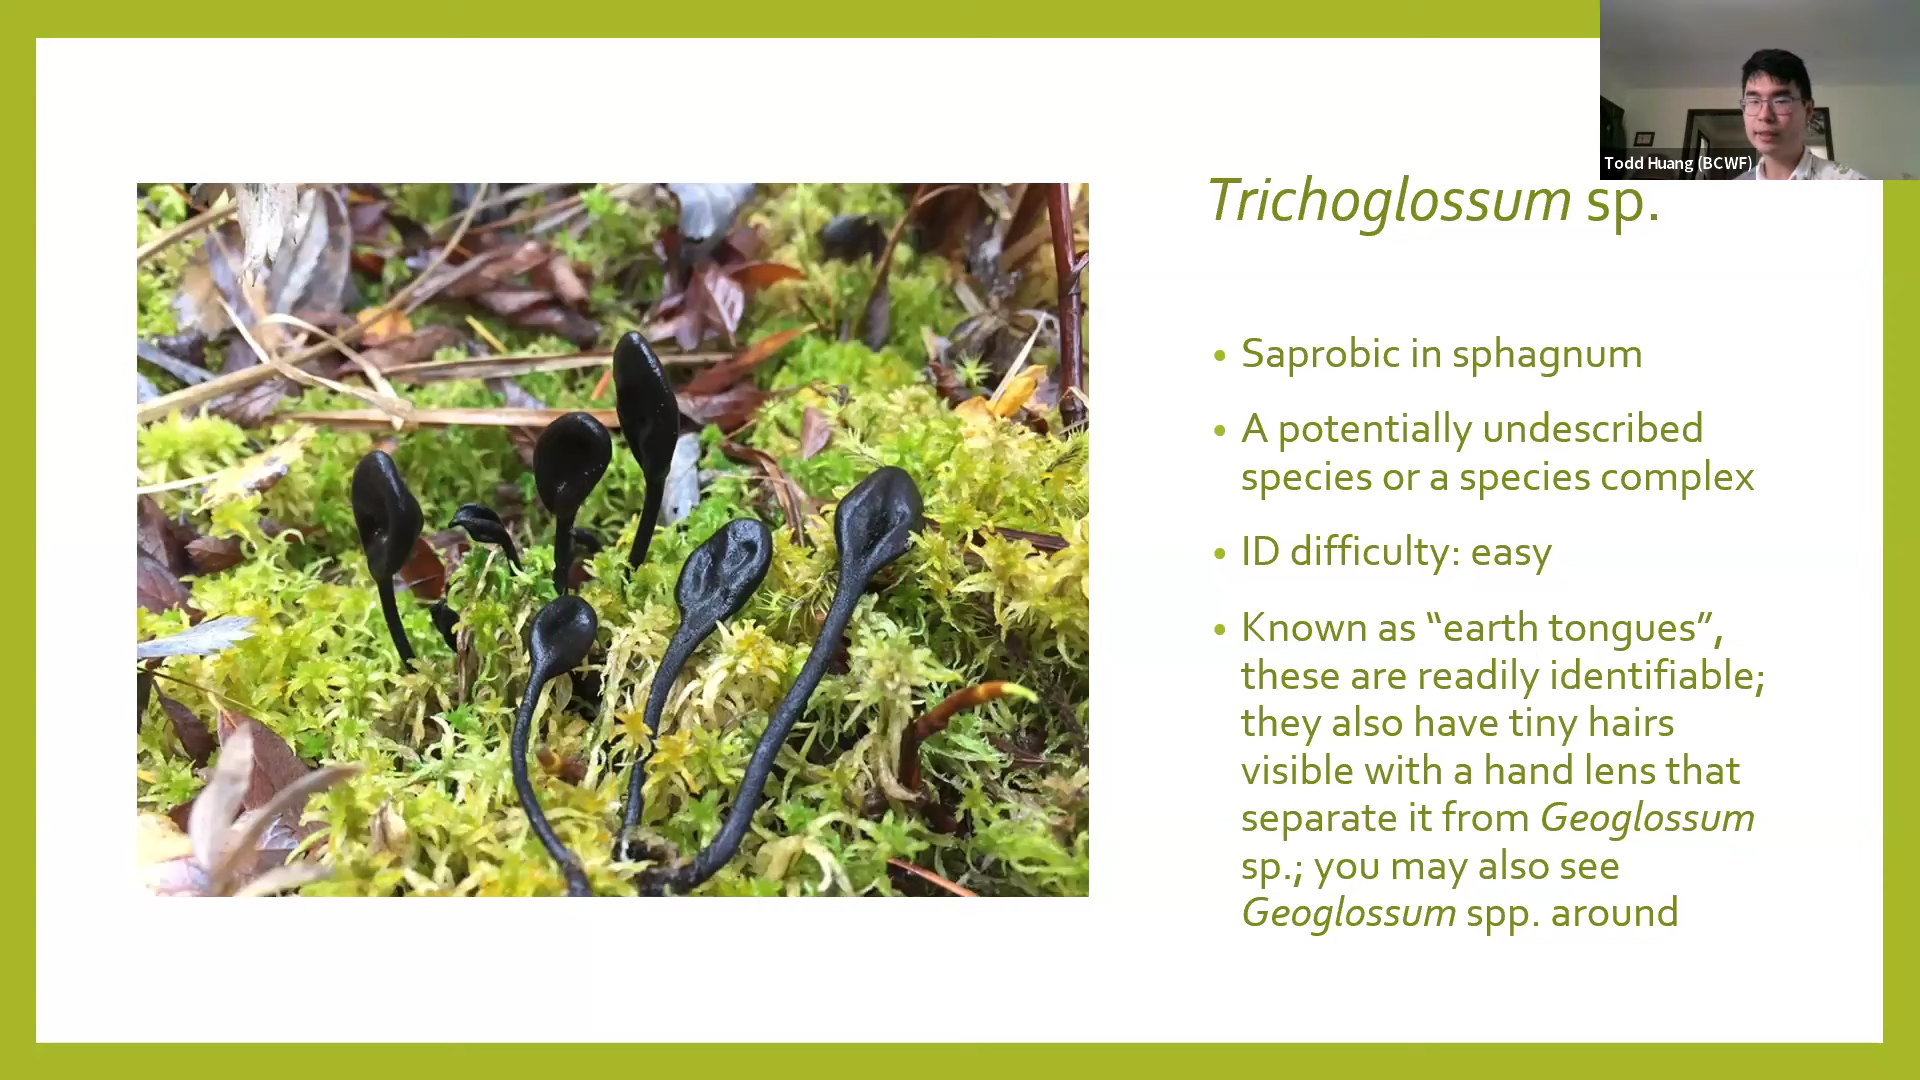 Todd Huang (BCWF)
Trichoglossum sp.
• Saprobic in sphagnum
• A potentially undescribed
species or a species complex
• ID difficulty: easy
• Known as “earth tongues”,
these are readily identifiable;
they also have tiny hairs
visible with a hand lens that
separate it from Geoglossum
sp.; you may also see
Geoglossum spp. around